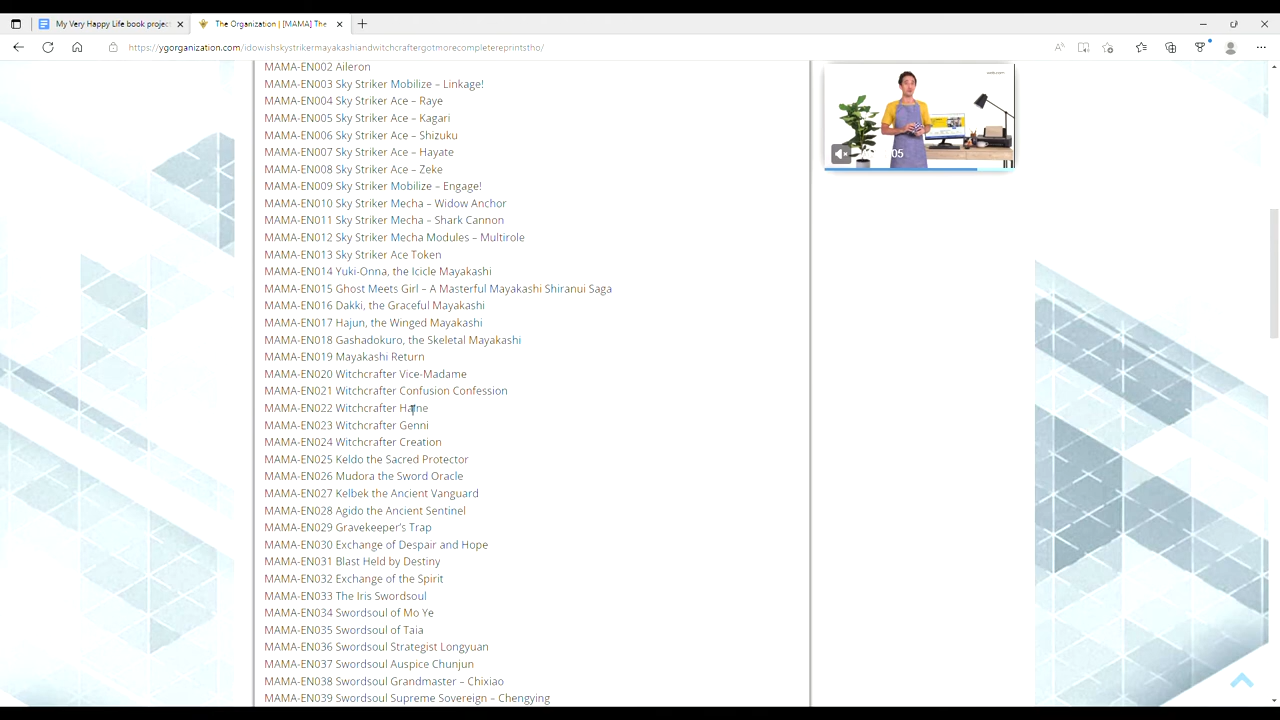 My Very Happy Life book projec
The Organization | [MAMA] The
https://ygorganization.com/idowishskystrikermayakashiandwitchcraftergotmorecompletereprintstho/
MAMA-EN002 Aileron
MAMA-EN003 Sky Striker Mobilize – Linkage!
MAMA-EN004 Sky Striker Ace – Raye
MAMA-EN005 Sky Striker Ace – Kagari
MAMA-EN006 Sky Striker Ace – Shizuku
MAMA-EN007 Sky Striker Ace – Hayate
MAMA-EN008 Sky Striker Ace – Zeke
MAMA-EN009 Sky Striker Mobilize – Engage!
MAMA-EN010 Sky Striker Mecha – Widow Anchor
MAMA-EN011 Sky Striker Mecha – Shark Cannon
MAMA-EN012 Sky Striker Mecha Modules – Multirole
MAMA-EN013 Sky Striker Ace Token
MAMA-EN014 Yuki-Onna, the Icicle Mayakashi
MAMA-EN015 Ghost Meets Girl – A Masterful Mayakashi Shiranui Saga
MAMA-EN016 Dakki, the Graceful Mayakashi
MAMA-EN017 Hajun, the Winged Mayakashi
MAMA-EN018 Gashadokuro, the Skeletal Mayakashi
MAMA-EN019 Mayakashi Return
MAMA-EN020 Witchcrafter Vice-Madame
MAMA-EN021 Witchcrafter Confusion Confession
MAMA-EN022 Witchcrafter Haine
MAMA-EN023 Witchcrafter Genni
MAMA-EN024 Witchcrafter Creation
MAMA-EN025 Keldo the Sacred Protector
MAMA-EN026 Mudora the Sword Oracle
MAMA-EN027 Kelbek the Ancient Vanguard
MAMA-EN028 Agido the Ancient Sentinel
MAMA-EN029 Gravekeeper's Trap
MAMA-EN030 Exchange of Despair and Hope
MAMA-EN031 Blast Held by Destiny
MAMA-EN032 Exchange of the Spirit
MAMA-EN033 The Iris Swordsoul
MAMA-EN034 Swordsoul of Mo Ye
MAMA-EN035 Swordsoul of Taia
MAMA-EN036 Swordsoul Strategist Longyuan
MAMA-EN037 Swordsoul Auspice Chunjun
MAMA-EN038 Swordsoul Grandmaster – Chixiao
MAMA-EN039 Swordsoul Supreme Sovereign – Chengying